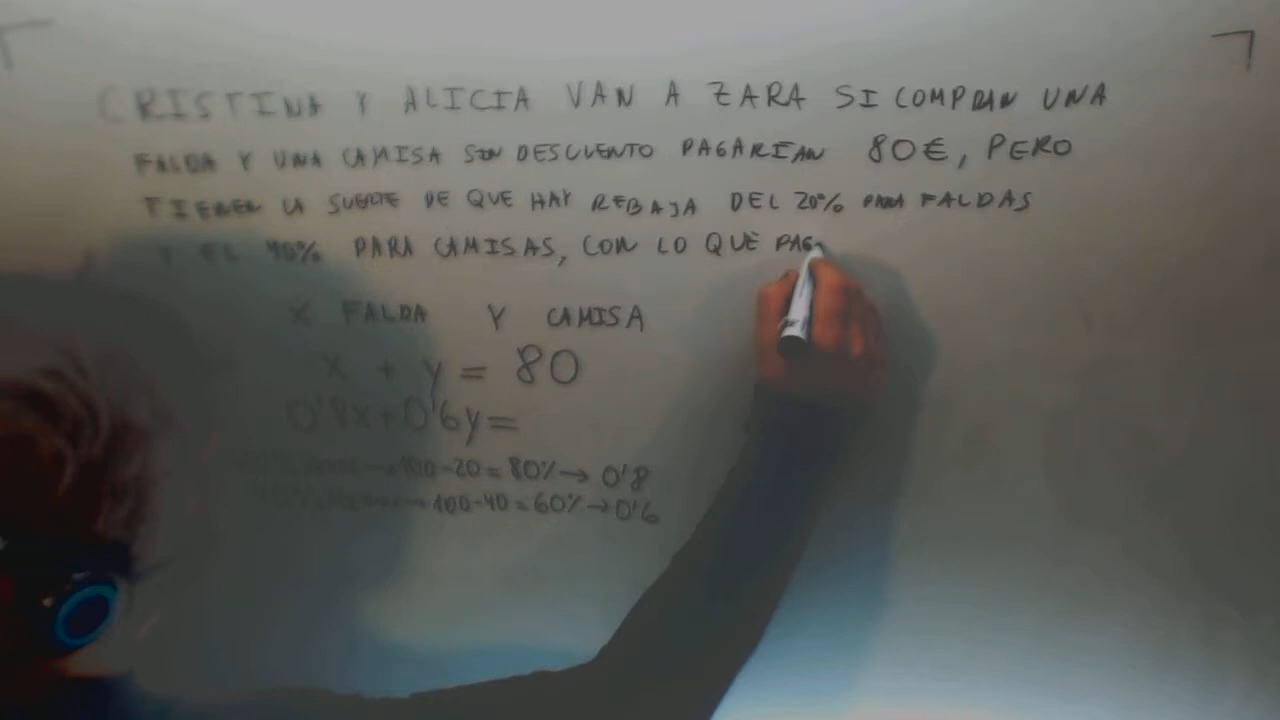 CRISTINA Y ALICIA VAN A ZARA SI COMPRAN UNA
FALDA Y UNA CAMISA SIN DESCUENTO PAGARIAN 80€, PERO
TIENEN LA SUERTE DE QUE HAY REBAJA DEL 20% PARA FALDAS
Y EL 40% PARA CAMISAS, CON LO QUE PAG
X FALDA Y CAMISA
x + y = 80
0'8x+0'6y=
→100-20=80%→0'8
→100-40=60%→0'6